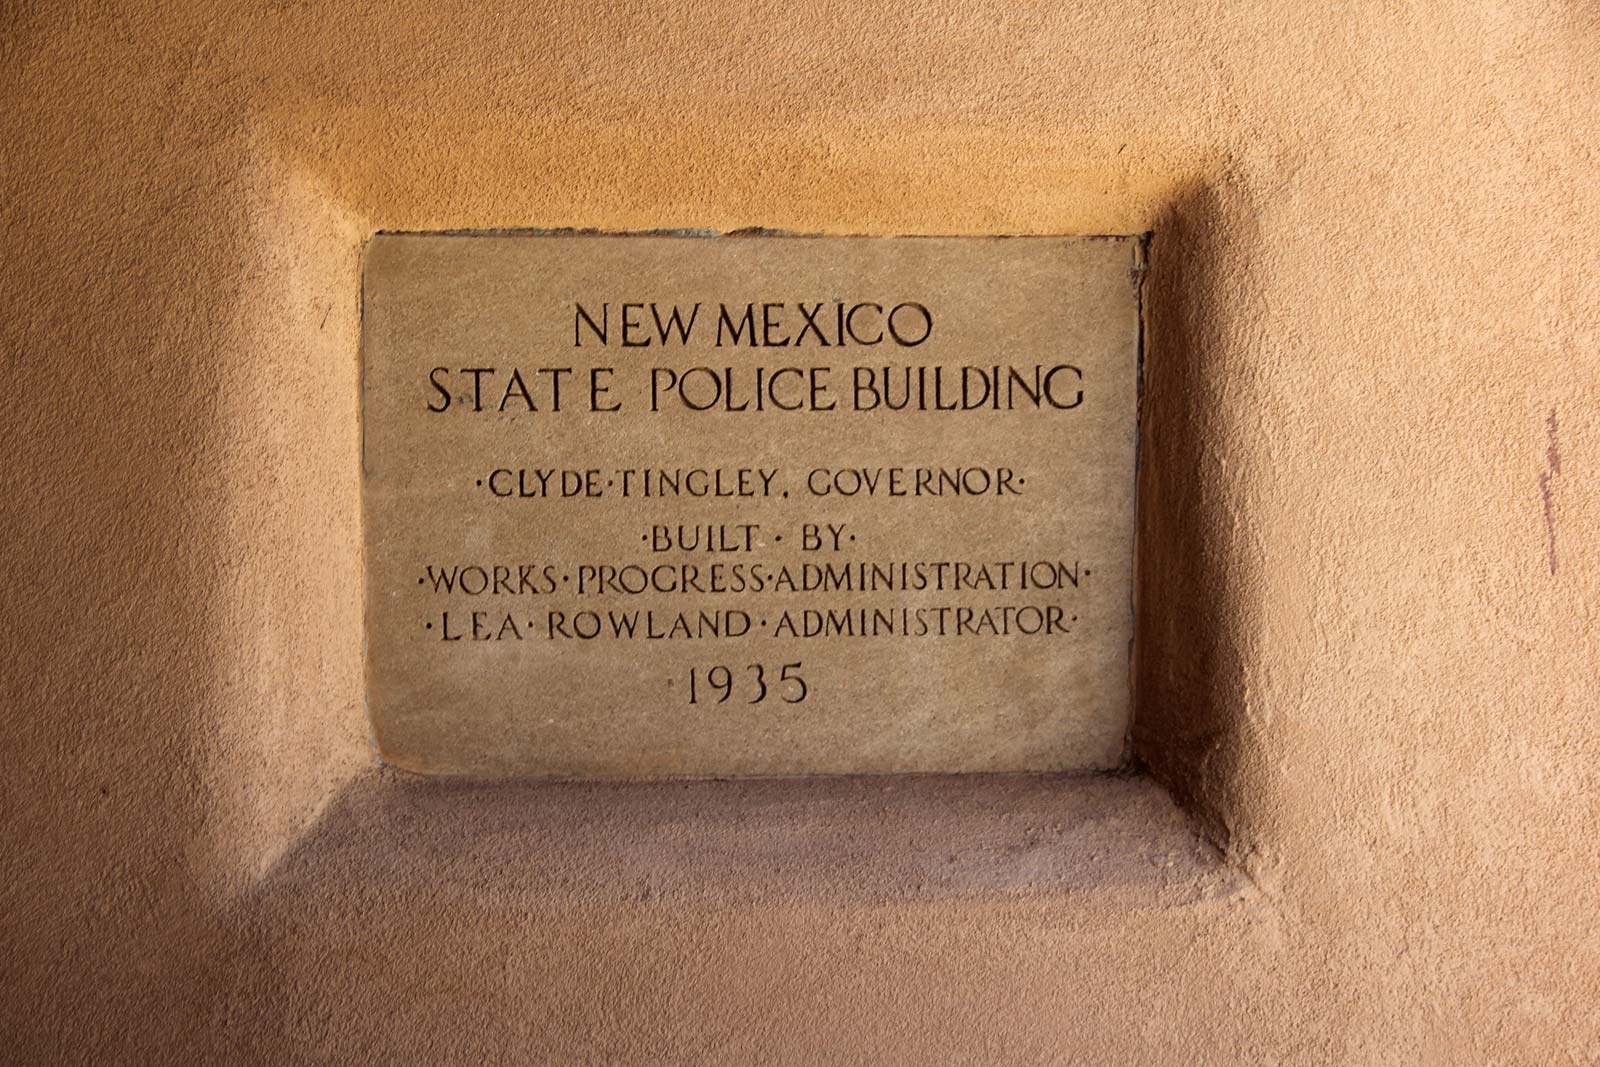 NEW MEXICO
STATE POLICE BUILDING
·CLYDE·TINGLEY, GOVERNOR·
·BUILT · BY·
·WORKS·PROGRESS·ADMINISTRATION·
·LEA·ROWLAND·ADMINISTRATOR·
·1935